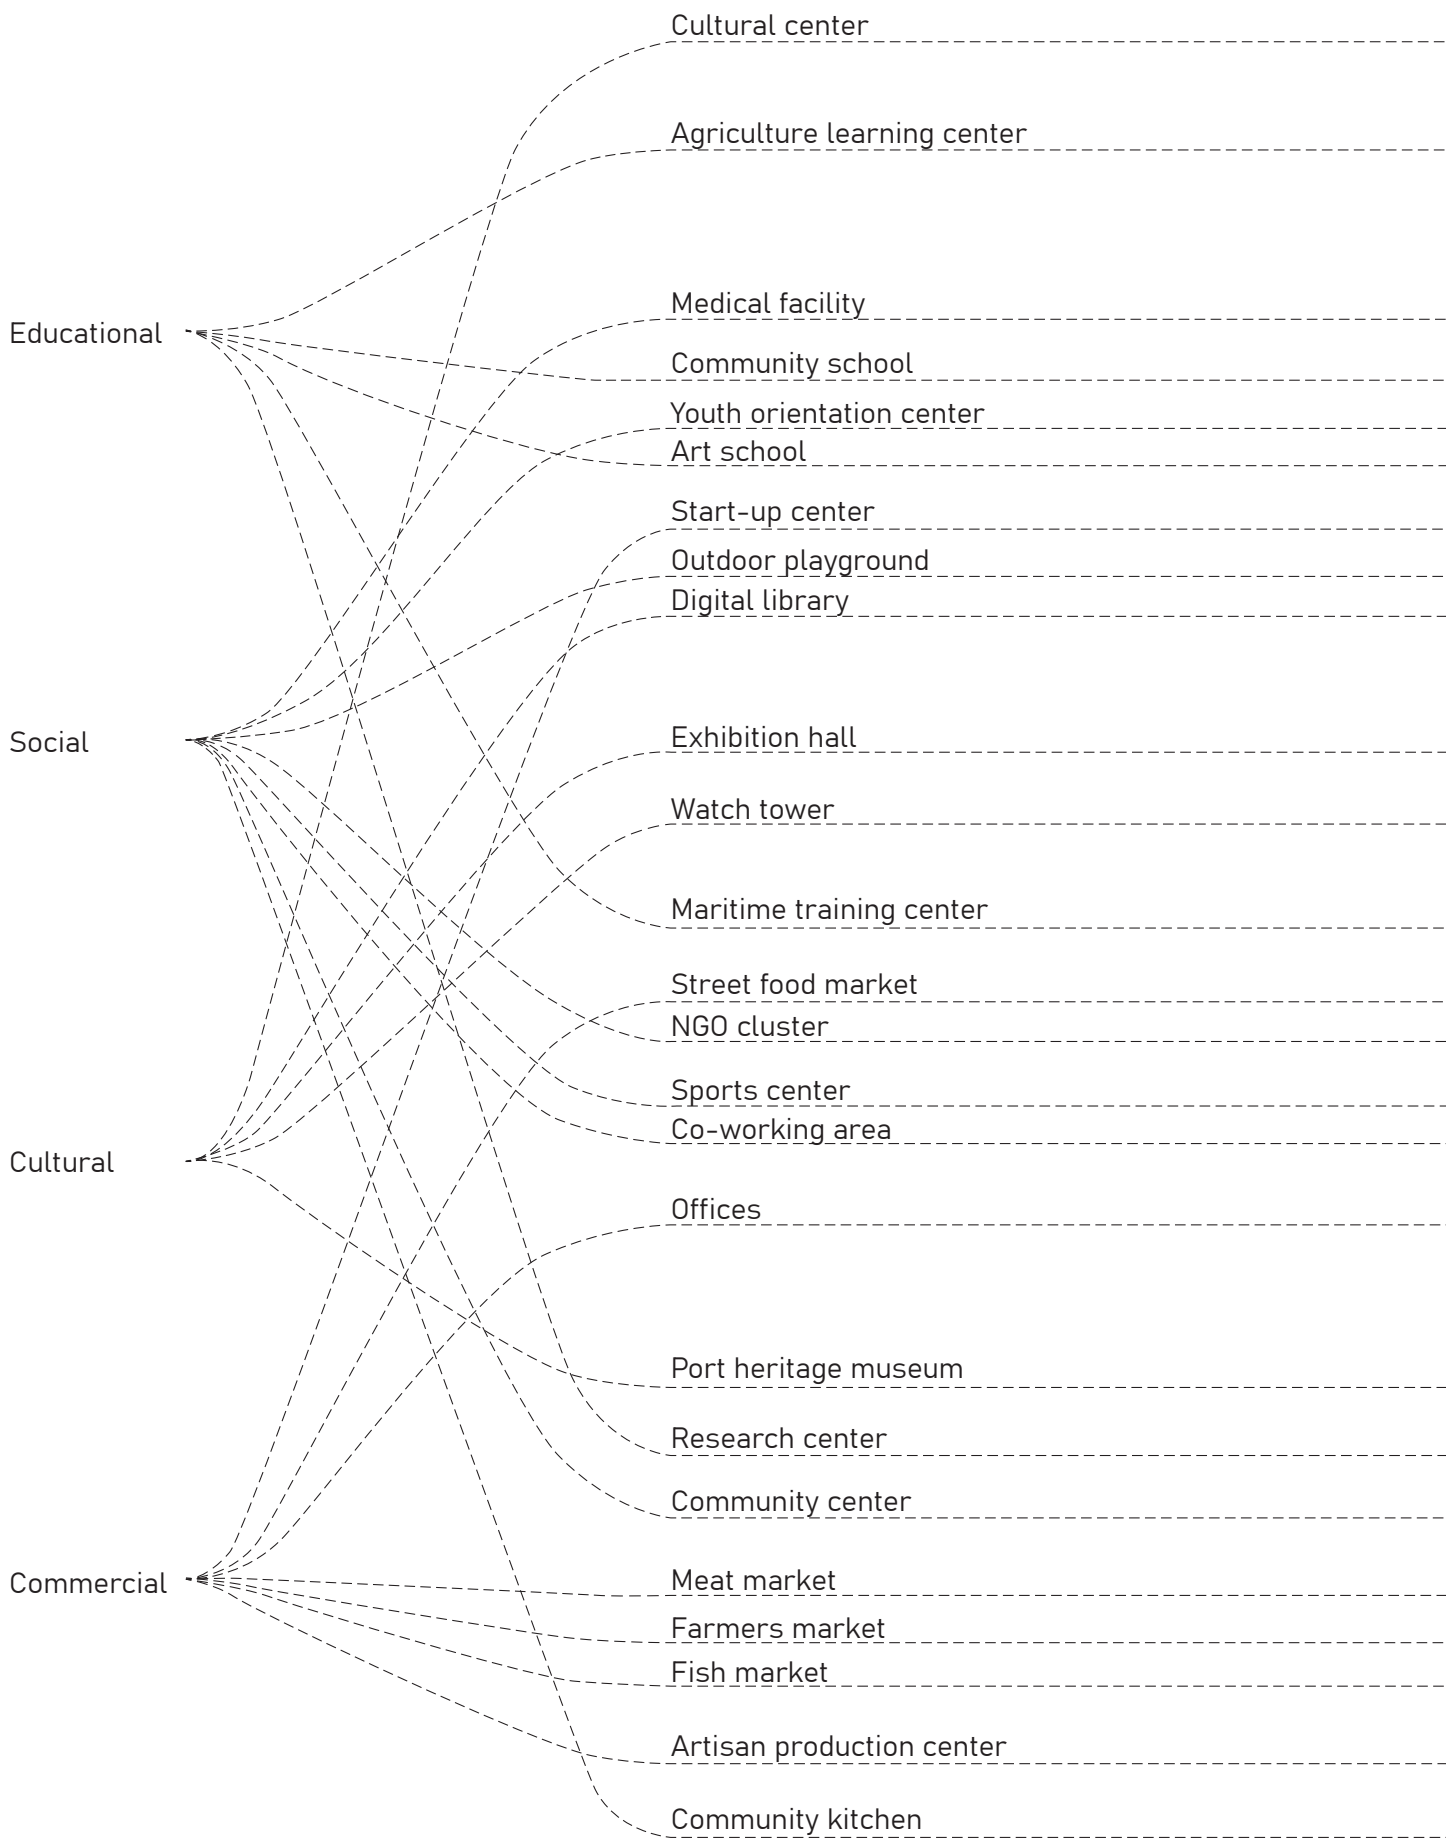 Cultural center
Agriculture learning center
Medical facility
Educational
Community school
Youth orientation center
Art school
Start-up center
Outdoor playground
Digital library
Exhibition hall
Social
Watch tower
Maritime training center
Street food market
NGO cluster
Sports center
Co-working area
Cultural
Offices
Port heritage museum
Research center
Community center
Meat market
Commercial
Farmers market
Fish market
Artisan production center
Community kitchen